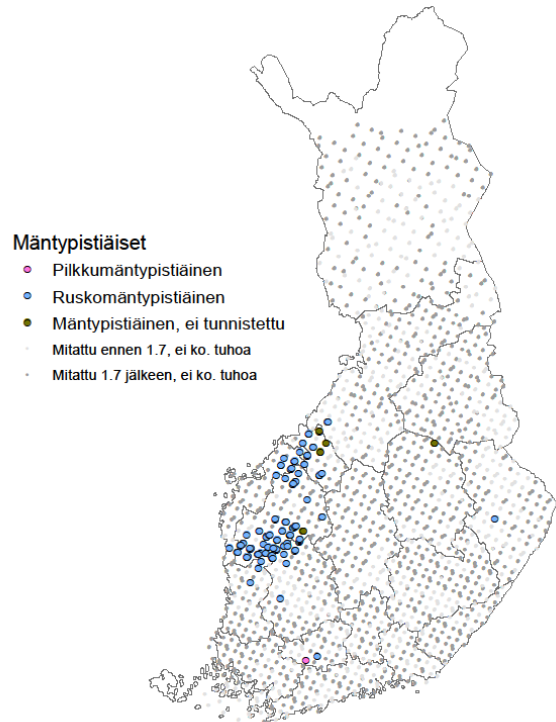 Mäntypistiäiset
Pilkkumäntypistiäinen
Ruskomäntypistiäinen
Mäntypistiäinen, ei tunnistettu
Mitattu ennen 1.7, ei ko. tuhoa
Mitattu 1.7 jälkeen, ei ko. tuhoa